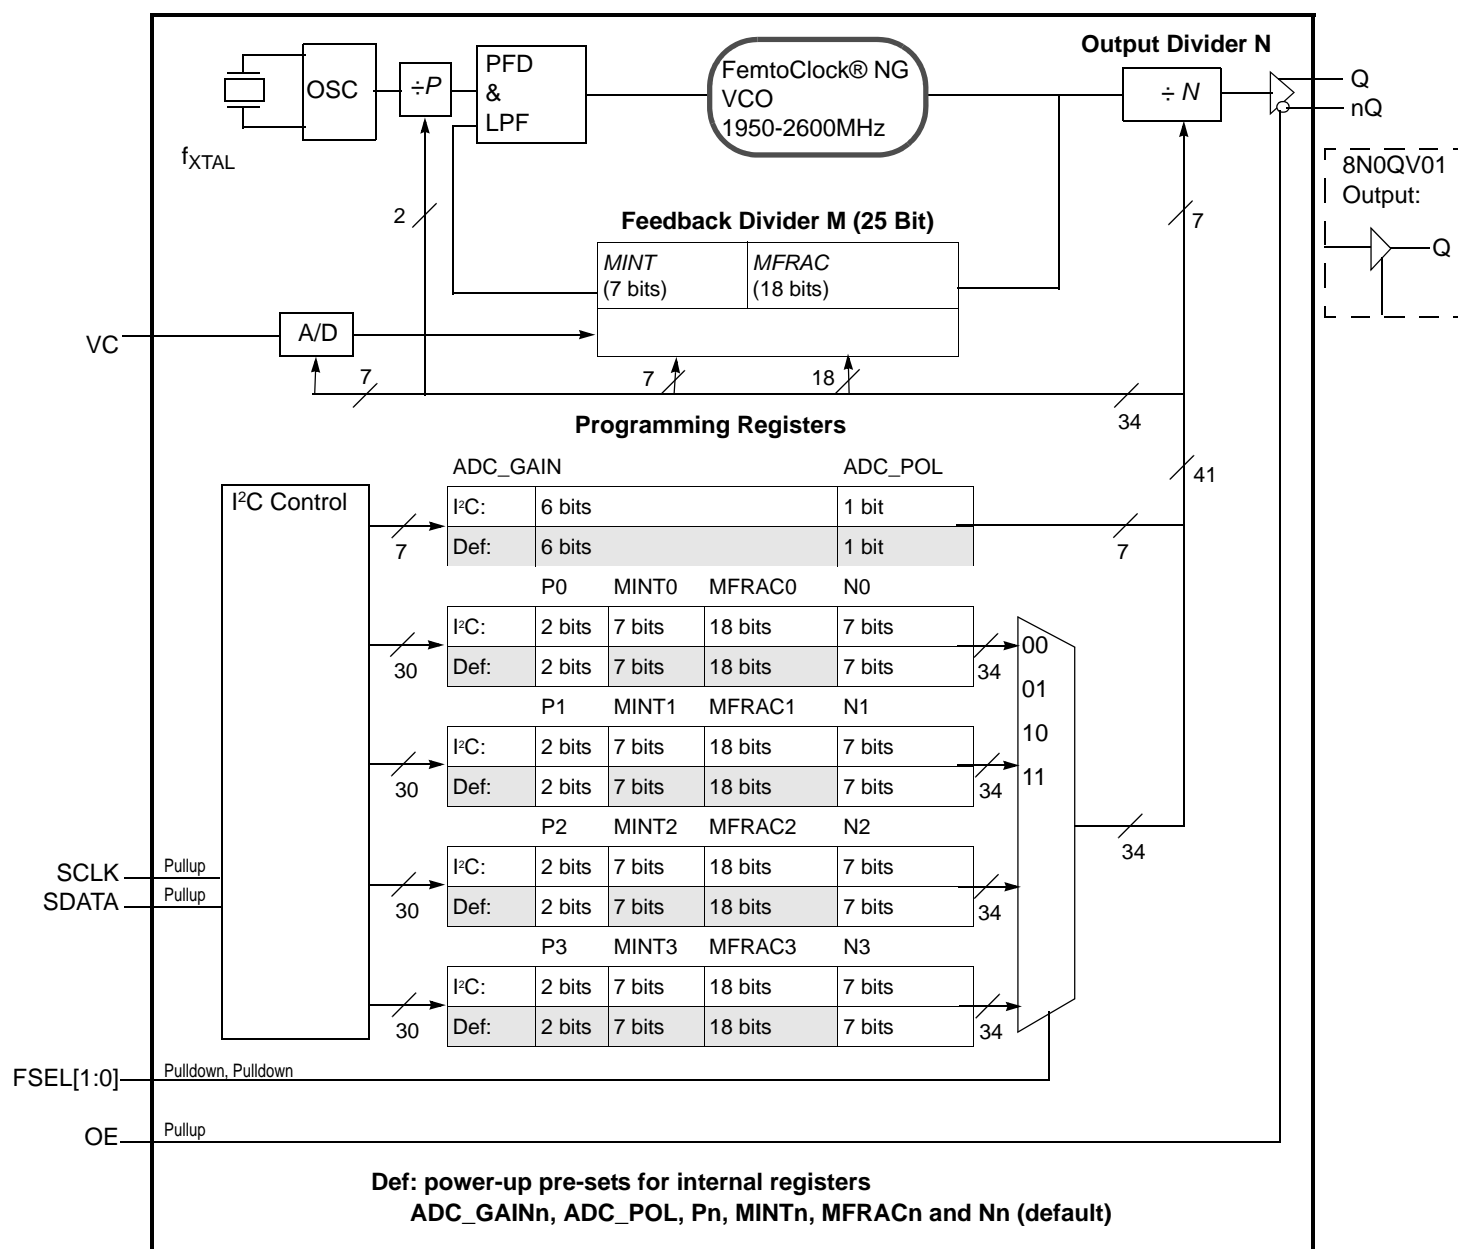 Output Divider N
PFD
&
LPF
FemtoClock® NG
VCO
1950-2600MHz
OSC
÷P
÷ N
Q
nQ
fXTAL
8N0QV01
Output:
Q
2
7
Feedback Divider M (25 Bit)
MINT
(7 bits)
MFRAC
(18 bits)
VC
A/D
7
7
18
34
Programming Registers
41
ADC_GAIN ADC_POL
I²C Control
I²C: 6 bits 1 bit
7
Def: 6 bits 1 bit
7
P0 MINT0 MFRAC0 N0
I²C: 2 bits 7 bits 18 bits 7 bits
30
Def: 2 bits 7 bits 18 bits 7 bits
34
00
01
10
11
P1 MINT1 MFRAC1 N1
I²C: 2 bits 7 bits 18 bits 7 bits
30
Def: 2 bits 7 bits 18 bits 7 bits
34
P2 MINT2 MFRAC2 N2
34
I²C: 2 bits 7 bits 18 bits 7 bits
30
Def: 2 bits 7 bits 18 bits 7 bits
34
SCLK Pullup
SDATA Pullup
P3 MINT3 MFRAC3 N3
I²C: 2 bits 7 bits 18 bits 7 bits
30
Def: 2 bits 7 bits 18 bits 7 bits
34
FSEL[1:0] Pulldown, Pulldown
OE Pullup
Def: power-up pre-sets for internal registers
ADC_GAINn, ADC_POL, Pn, MINTn, MFRACn and Nn (default)